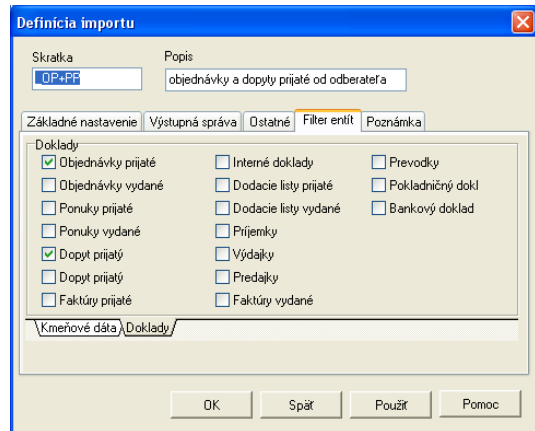 Definícia importu
Skratka Popis
_OP+PP objednávky a dopyty prijaté od odberateľa
Základné nastavenie Výstupná správa Ostatné Filter entít Poznámka
Doklady
Objednávky prijaté Interné doklady Prevodky
Objednávky vydané Dodacie listy prijaté Pokladničný dokl
Ponuky prijaté Dodacie listy vydané Bankový doklad
Ponuky vydané Príjemky
Dopyt prijatý Výdajky
Dopyt prijatý Predajky
Faktúry prijaté Faktúry vydané
Kmeňové dáta Doklady
OK Späť Použiť Pomoc